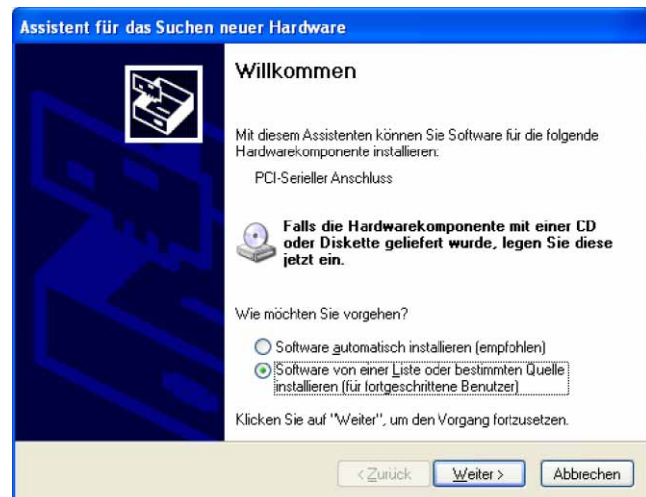 Assistent für das Suchen neuer Hardware
Willkommen
Mit diesem Assistenten können Sie Software für die folgende
Hardwarekomponente installieren:
PCI-Serieller Anschluss
Falls die Hardwarekomponente mit einer CD
oder Diskette geliefert wurde, legen Sie diese
jetzt ein.
Wie möchten Sie vorgehen?
Software automatisch installieren (empfohlen)
Software von einer Liste oder bestimmten Quelle
installieren (für fortgeschrittene Benutzer)
Klicken Sie auf "Weiter", um den Vorgang fortzusetzen.
< Zurück Weiter > Abbrechen